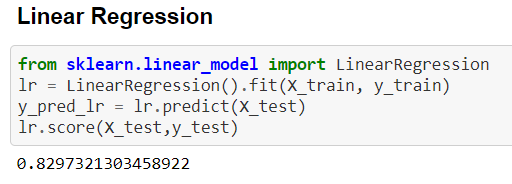 Linear Regression
from sklearn.linear_model import LinearRegression
lr = LinearRegression().fit(X_train, y_train)
y_pred_lr = lr.predict(X_test)
lr.score(X_test,y_test)
0.8297321303458922